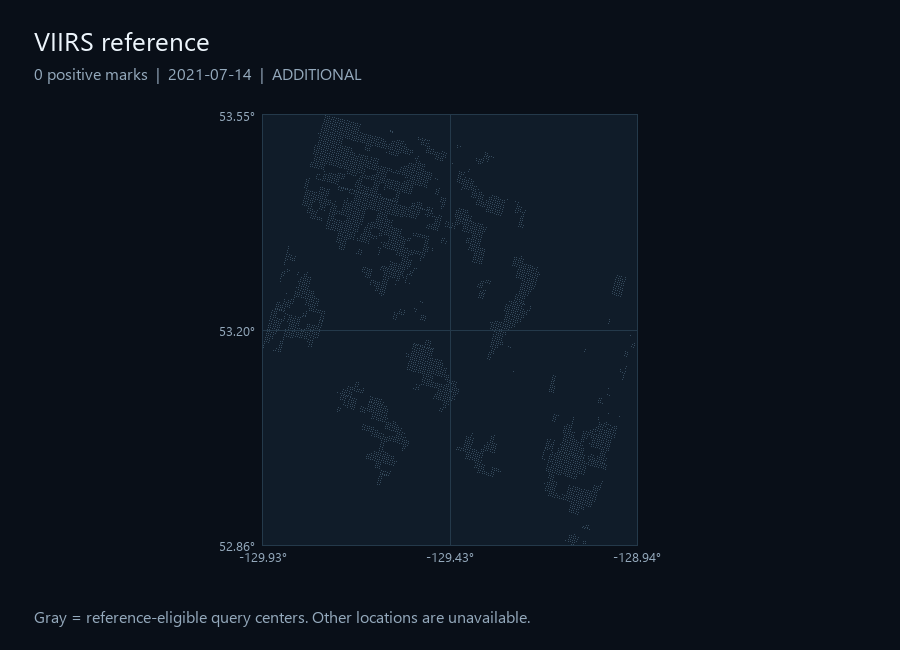 VIIRS reference
0 positive marks | 2021-07-14 | ADDITIONAL
53.55°
53.20°
52.86°
-129.93° -129.43° -128.94°
Gray = reference-eligible query centers. Other locations are unavailable.